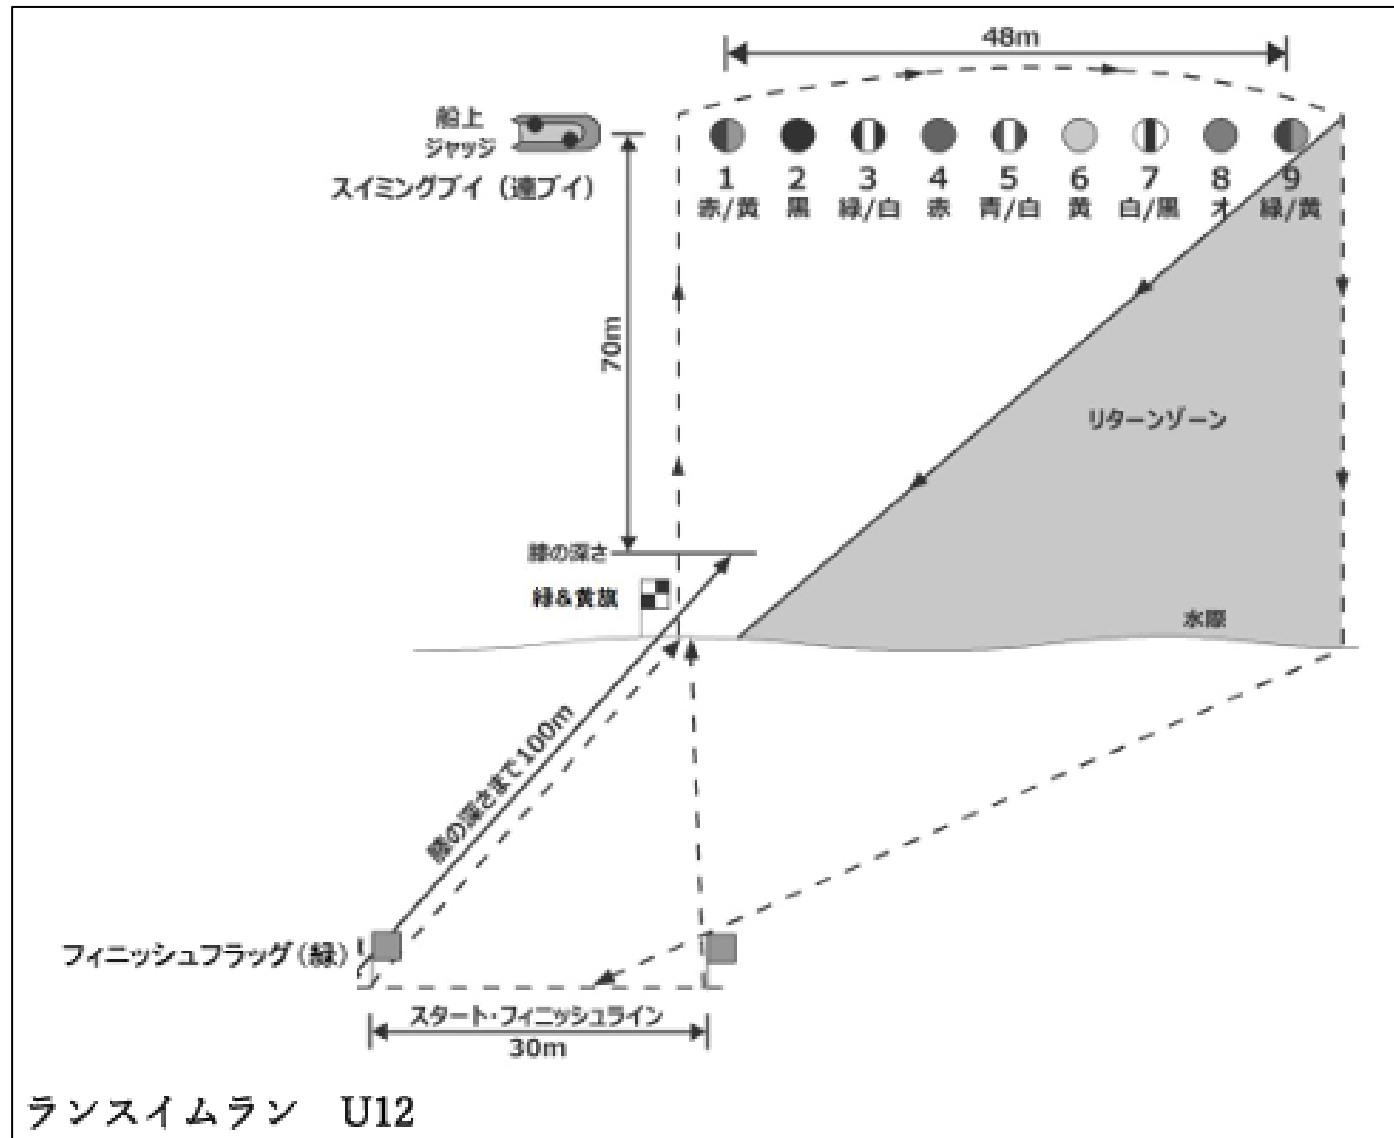 48m
船上
ジャッジ
スイミングブイ（連ブイ）
1 2 3 4 5 6 7 8 9
赤/黄 黒 緑/白 赤 青/白 黄 白/黒 オ 緑/黄
70m
リターンゾーン
膝の深さ
緑&黄旗
水際
膝の深さまで100m
フィニッシュフラッグ（緑）
スタート・フィニッシュライン
30m
ランスイムラン　U12